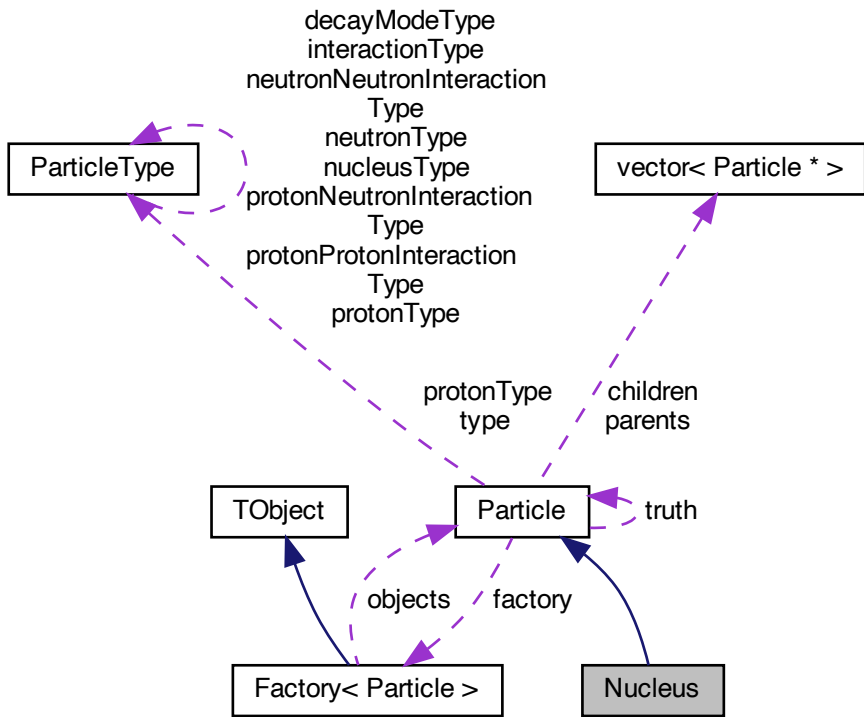 decayModeType
interactionType
neutronNeutronInteraction
Type
neutronType
nucleusType
protonNeutronInteraction
Type
protonProtonInteraction
Type
protonType
ParticleType
vector< Particle * >
protonType
type
children
parents
TObject
Particle
truth
objects
factory
Factory< Particle >
Nucleus